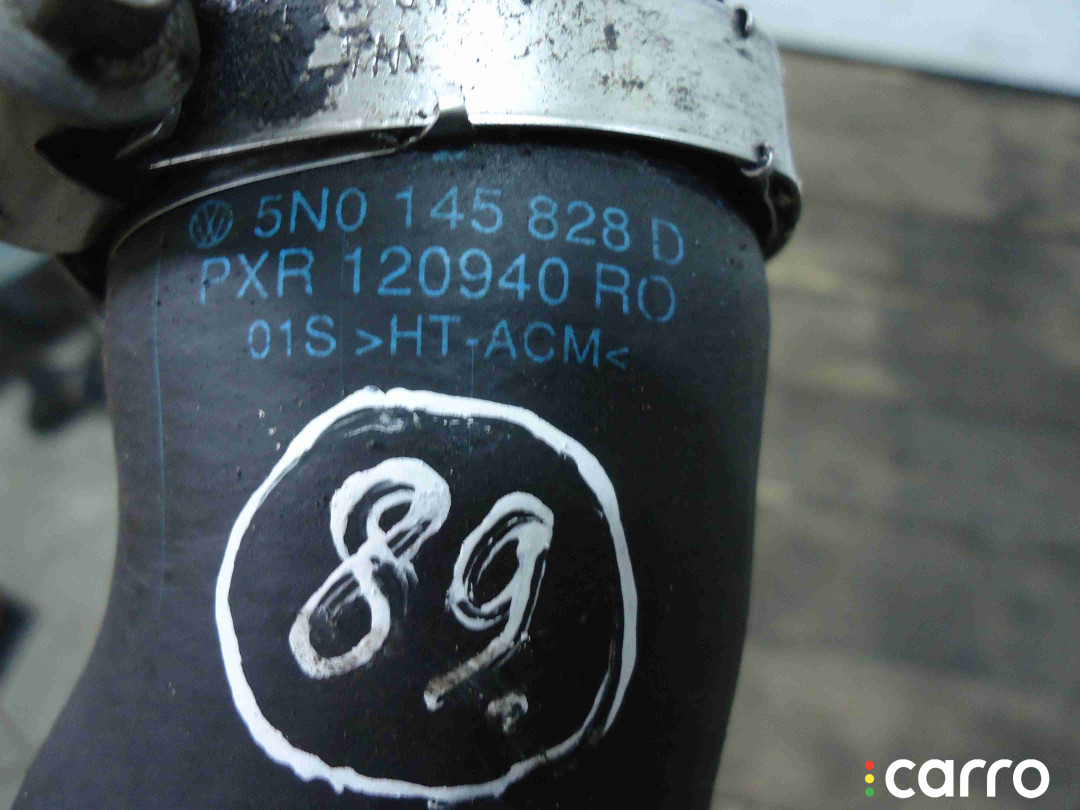 5N0 145 828 D
PXR 120940 RO
01S >HT-ACM<
89.
carro